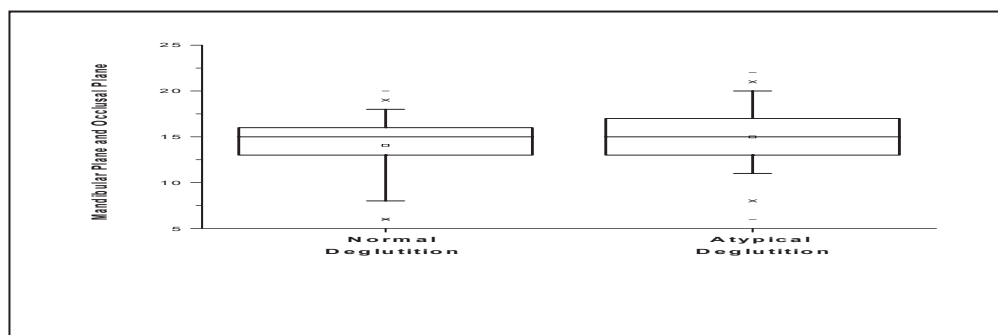 Mandibular Plane and Occlusal Plane
25
20
15
10
5
Normal
Deglutition
Atypical
Deglutition